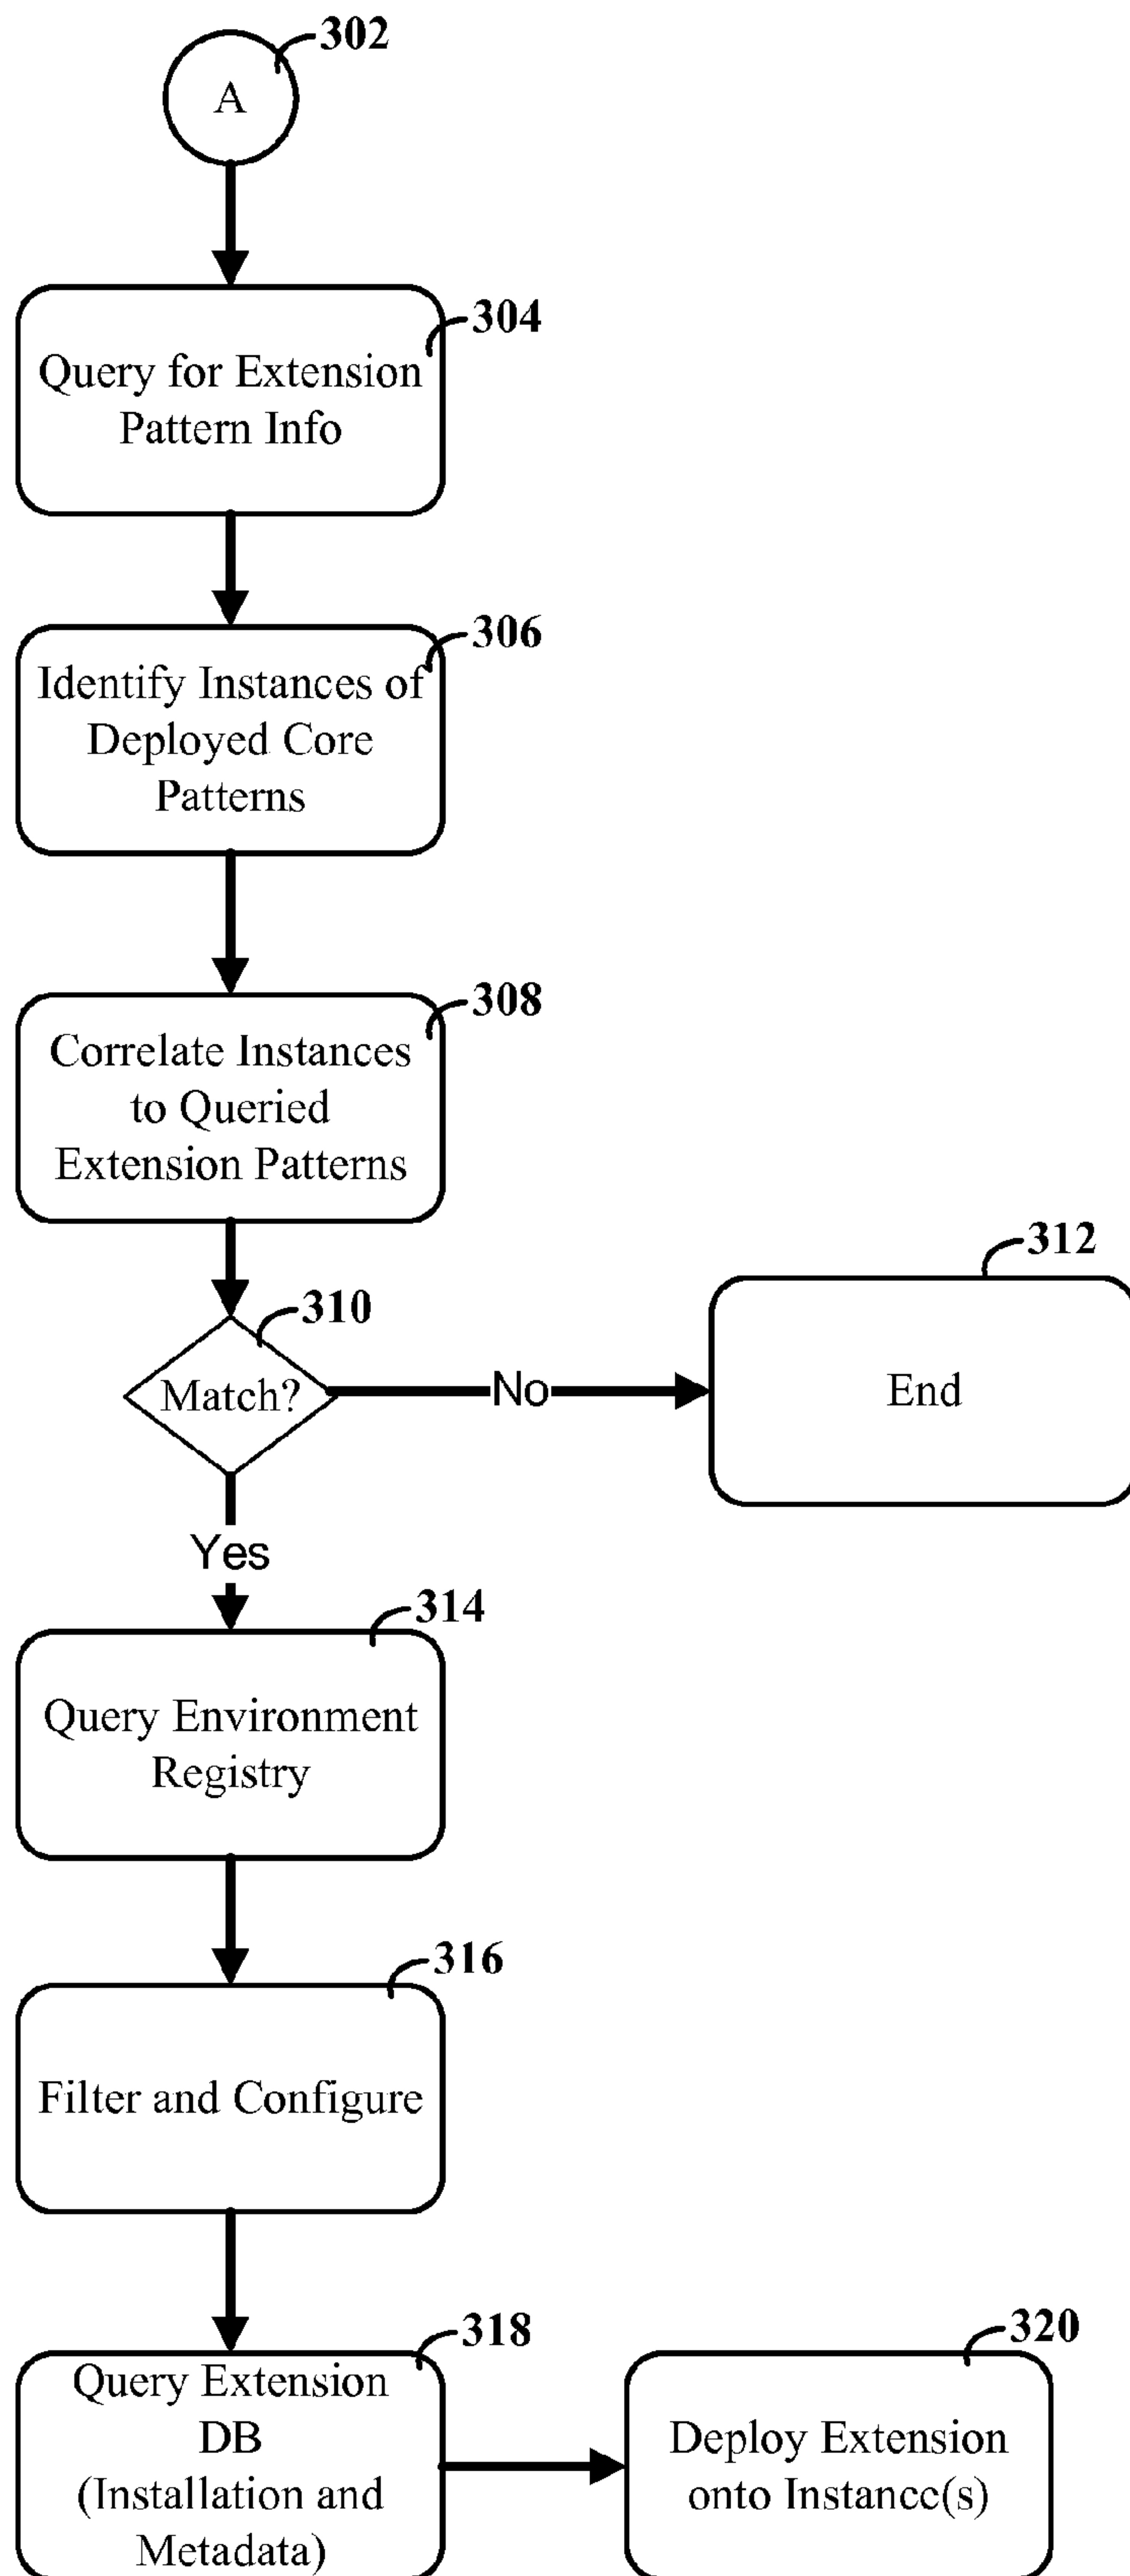 302
A
304
Query for Extension
Pattern Info
306
Identify Instances of
Deployed Core
Patterns
308
Correlate Instances
to Queried
Extension Patterns
310
Match?
No
312
End
Yes
314
Query Environment
Registry
316
Filter and Configure
318
Query Extension
DB
(Installation and
Metadata)
320
Deploy Extension
onto Instance(s)